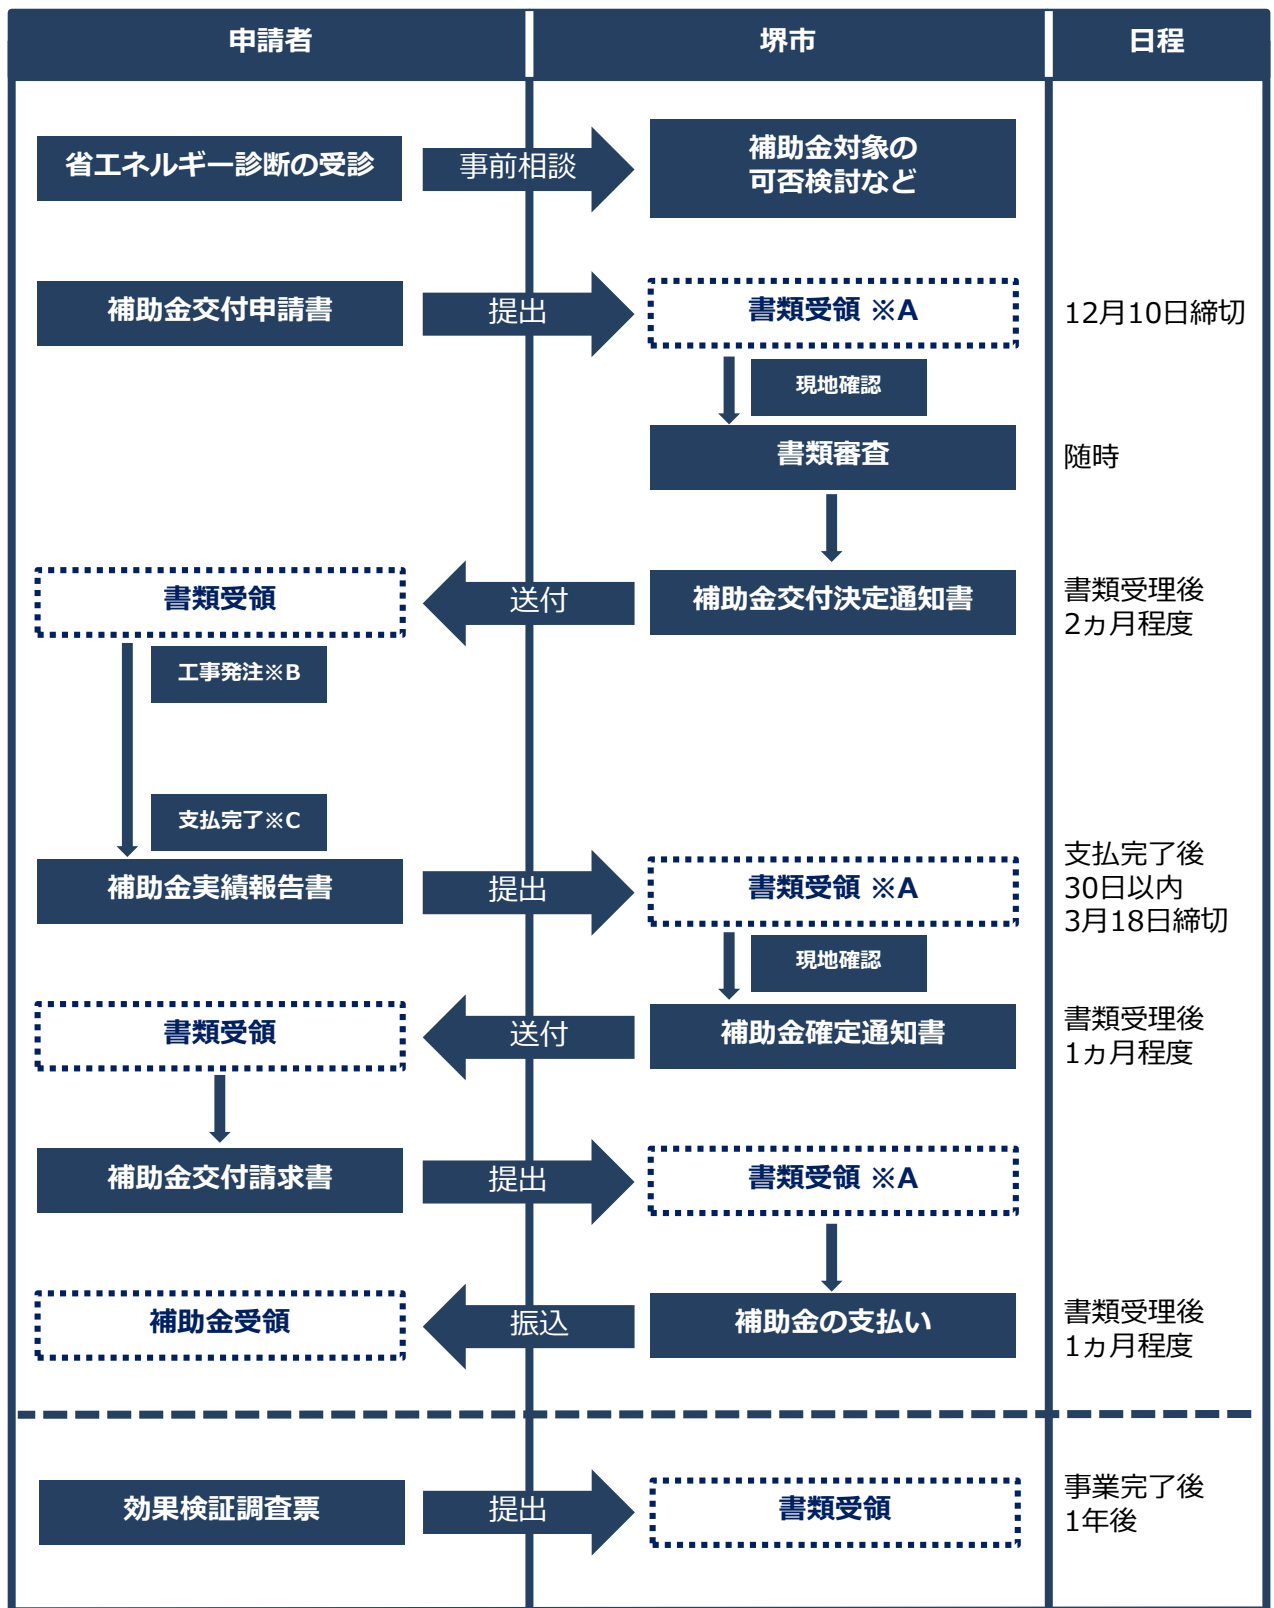 申請者
堺市
日程
省エネルギー診断の受診
事前相談
補助金対象の
可否検討など
補助金交付申請書
提出
書類受領 ※A
12月10日締切
現地確認
書類審査
随時
書類受領
送付
補助金交付決定通知書
書類受理後
2ヵ月程度
工事発注※B
支払完了※C
補助金実績報告書
提出
書類受領 ※A
支払完了後
30日以内
3月18日締切
現地確認
書類受領
送付
補助金確定通知書
書類受理後
1ヵ月程度
補助金交付請求書
提出
書類受領 ※A
補助金受領
振込
補助金の支払い
書類受理後
1ヵ月程度
効果検証調査票
提出
書類受領
事業完了後
1年後